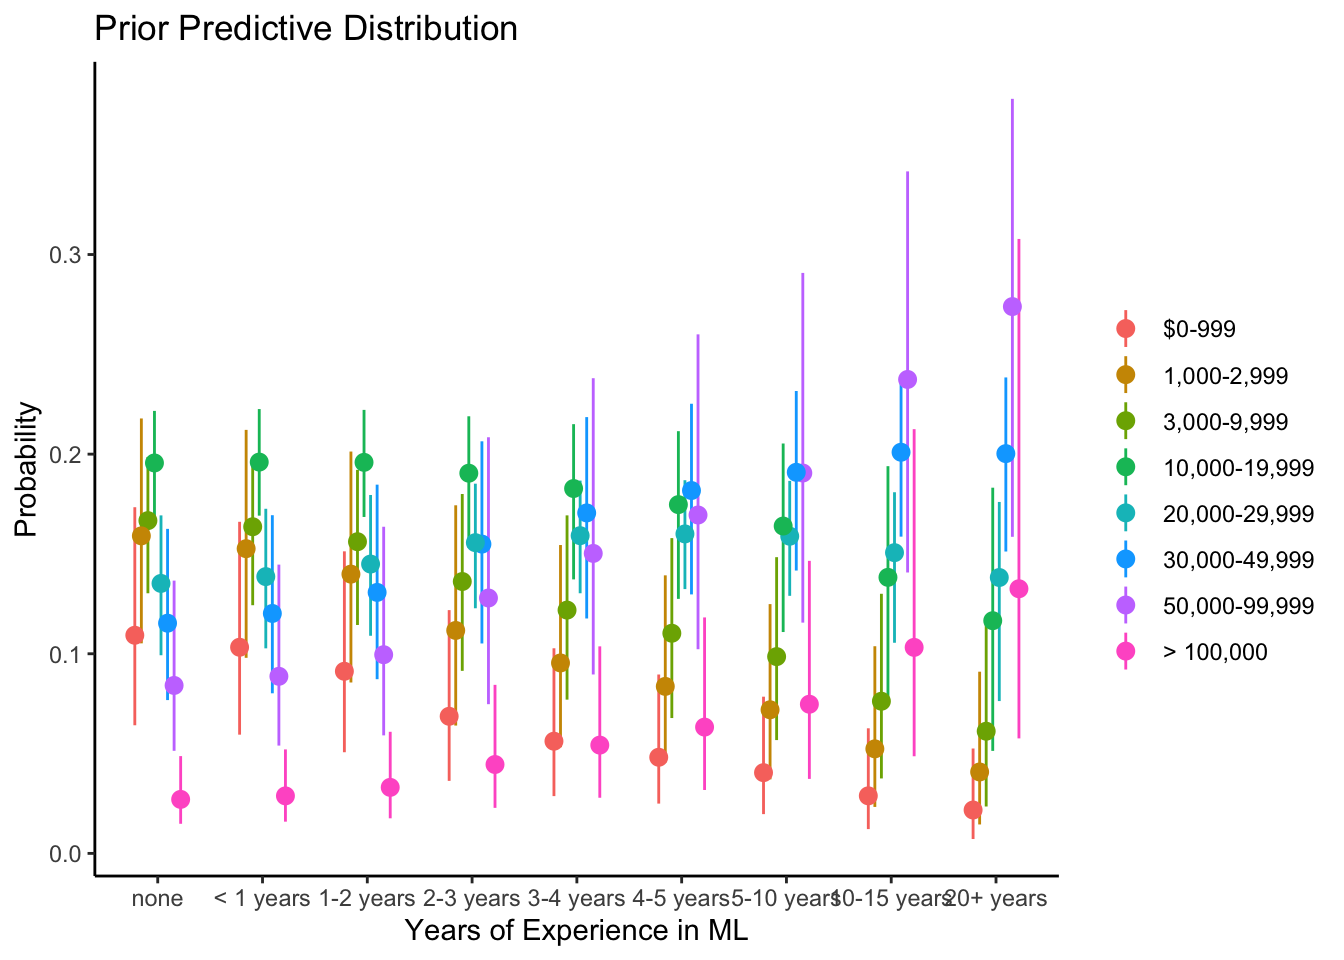 Prior Predictive Distribution
Probability
0.3
0.2
0.1
0.0
none
< 1 years
1-2 years
2-3 years
3-4 years
4-5 years
5-10 years
10-15 years
20+ years
Years of Experience in ML
$0-999
1,000-2,999
3,000-9,999
10,000-19,999
20,000-29,999
30,000-49,999
50,000-99,999
> 100,000